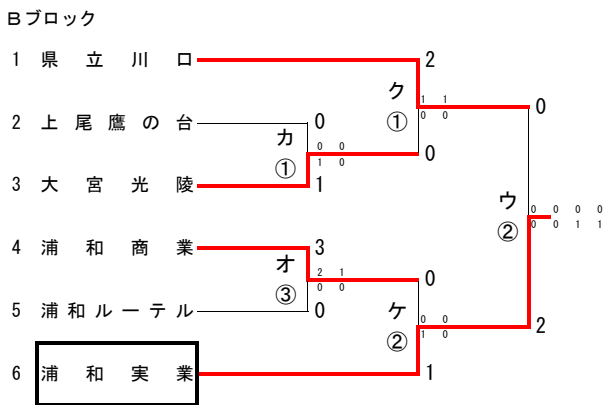 Bブロック
1 県立川口
2
ク
1 1
0 0
①
0
2 上尾鷹の台
0
カ
0 0
1 0
①
0
3 大宮光陵
1
ウ
0 0 0 0
0 0 1 1
②
4 浦和商業
3
オ
2 1
0 0
③
0
5 浦和ルーテル
0
ケ
0 0
1 0
②
2
6 浦和実業
1